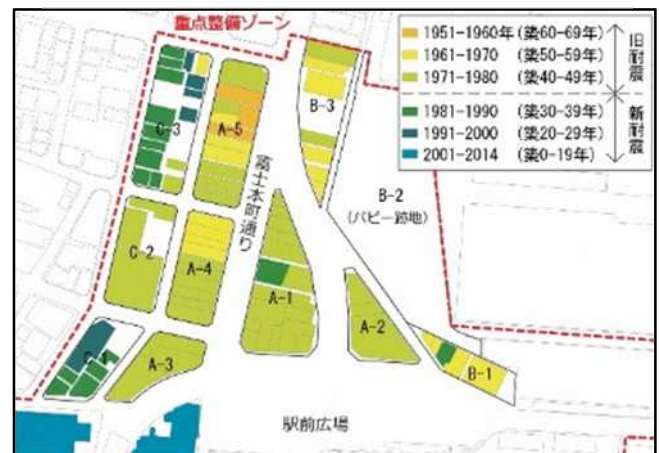 重点整備ゾーン
1951-1960年 (築60-69年)
1961-1970 (築50-59年)
1971-1980 (築40-49年)
旧耐震
1981-1990 (築30-39年)
1991-2000 (築20-29年)
2001-2014 (築0-19年)
新耐震
C-3
A-5
B-3
富士本町通り
B-2
(パピー跡地)
C-2
A-4
A-1
A-2
C-1
A-3
B-1
駅前広場